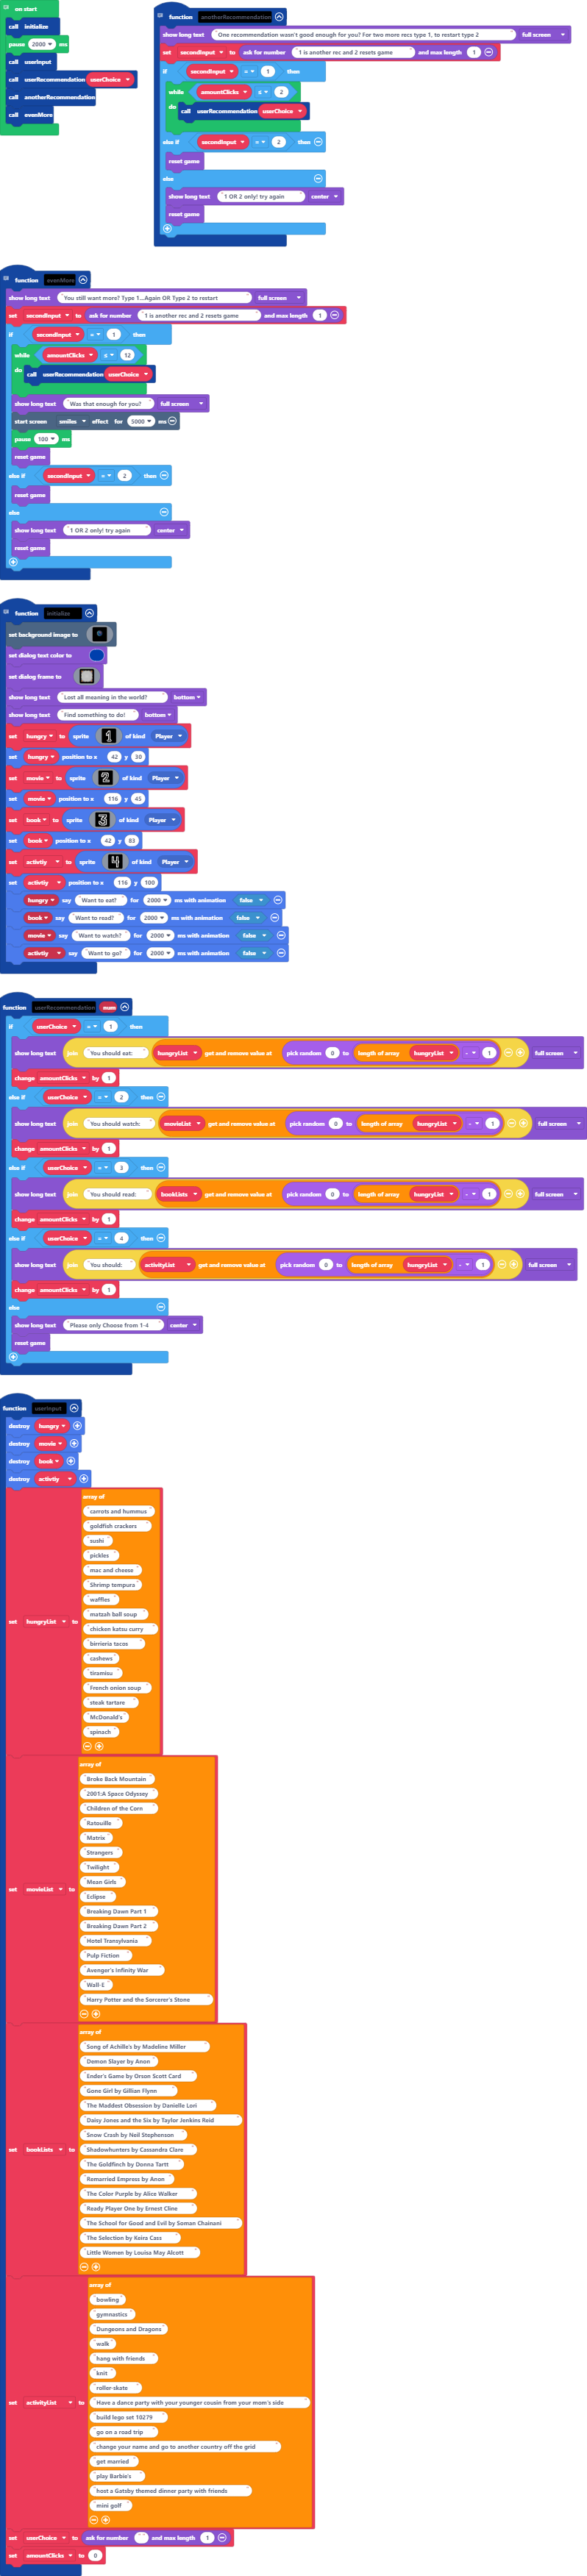 on start
call initialize
pause 2000 ms
call userInput
call userRecommendation userChoice
call anotherRecommendation
call evenMore
function anotherRecommendation
show long text "One recommendation wasn't good enough for you? For two more recs type 1, to restart type 2" full screen
set secondInput to ask for number "1 is another rec and 2 resets game" and max length 1
if secondInput = 1 then
while amountClicks ≤ 2
do call userRecommendation userChoice
else if secondInput = 2 then
reset game
else
show long text "1 OR 2 only! try again" center
reset game
function evenMore
show long text "You still want more? Type 1...Again OR Type 2 to restart" full screen
set secondInput to ask for number "1 is another rec and 2 resets game" and max length 1
if secondInput = 1 then
while amountClicks ≤ 12
do call userRecommendation userChoice
show long text "Was that enough for you?" full screen
start screen smiles effect for 5000 ms
pause 100 ms
reset game
else if secondInput = 2 then
reset game
else
show long text "1 OR 2 only! try again" center
reset game
function initialize
set background image to
set dialog text color to
set dialog frame to
show long text "Lost all meaning in the world?" bottom
show long text "Find something to do!" bottom
set hungry to sprite 1 of kind Player
set hungry position to x 42 y 30
set movie to sprite 2 of kind Player
set movie position to x 116 y 45
set book to sprite 3 of kind Player
set book position to x 42 y 83
set activtiy to sprite 4 of kind Player
set activtiy position to x 116 y 100
hungry say "Want to eat?" for 2000 ms with animation false
book say "Want to read?" for 2000 ms with animation false
movie say "Want to watch?" for 2000 ms with animation false
activtiy say "Want to go?" for 2000 ms with animation false
function userRecommendation num
if userChoice = 1 then
show long text join "You should eat:" hungryList get and remove value at pick random 0 to length of array hungryList - 1 full screen
change amountClicks by 1
else if userChoice = 2 then
show long text join "You should watch:" movieList get and remove value at pick random 0 to length of array hungryList - 1 full screen
change amountClicks by 1
else if userChoice = 3 then
show long text join "You should read:" bookLists get and remove value at pick random 0 to length of array hungryList - 1 full screen
change amountClicks by 1
else if userChoice = 4 then
show long text join "You should:" activityList get and remove value at pick random 0 to length of array hungryList - 1 full screen
change amountClicks by 1
else
show long text "Please only Choose from 1-4" center
reset game
function userInput
destroy hungry
destroy movie
destroy book
destroy activtiy
set hungryList to array of
"carrots and hummus"
"goldfish crackers"
"sushi"
"pickles"
"mac and cheese"
"Shrimp tempura"
"waffles"
"matzah ball soup"
"chicken katsu curry"
"birrieria tacos"
"cashews"
"tiramisu"
"French onion soup"
"steak tartare"
"McDonald's"
"spinach"
set movieList to array of
"Broke Back Mountain"
"2001:A Space Odyssey"
"Children of the Corn"
"Ratouille"
"Matrix"
"Strangers"
"Twilight"
"Mean Girls"
"Eclipse"
"Breaking Dawn Part 1"
"Breaking Dawn Part 2"
"Hotel Transylvania"
"Pulp Fiction"
"Avenger's Infinity War"
"Wall-E"
"Harry Potter and the Sorcerer's Stone"
set bookLists to array of
"Song of Achille's by Madeline Miller"
"Demon Slayer by Anon"
"Ender's Game by Orson Scott Card"
"Gone Girl by Gillian Flynn"
"The Maddest Obsession by Danielle Lori"
"Daisy Jones and the Six by Taylor Jenkins Reid"
"Snow Crash by Neil Stephenson"
"Shadowhunters by Cassandra Clare"
"The Goldfinch by Donna Tartt"
"Remarried Empress by Anon"
"The Color Purple by Alice Walker"
"Ready Player One by Ernest Cline"
"The School for Good and Evil by Soman Chainani"
"The Selection by Keira Cass"
"Little Women by Louisa May Alcott"
set activityList to array of
"bowling"
"gymnastics"
"Dungeons and Dragons"
"walk"
"hang with friends"
"knit"
"roller-skate"
"Have a dance party with your younger cousin from your mom's side"
"build lego set 10279"
"go on a road trip"
"change your name and go to another country off the grid"
"get married"
"play Barbie's"
"host a Gatsby themed dinner party with friends"
"mini golf"
set userChoice to ask for number "" and max length 1
set amountClicks to 0